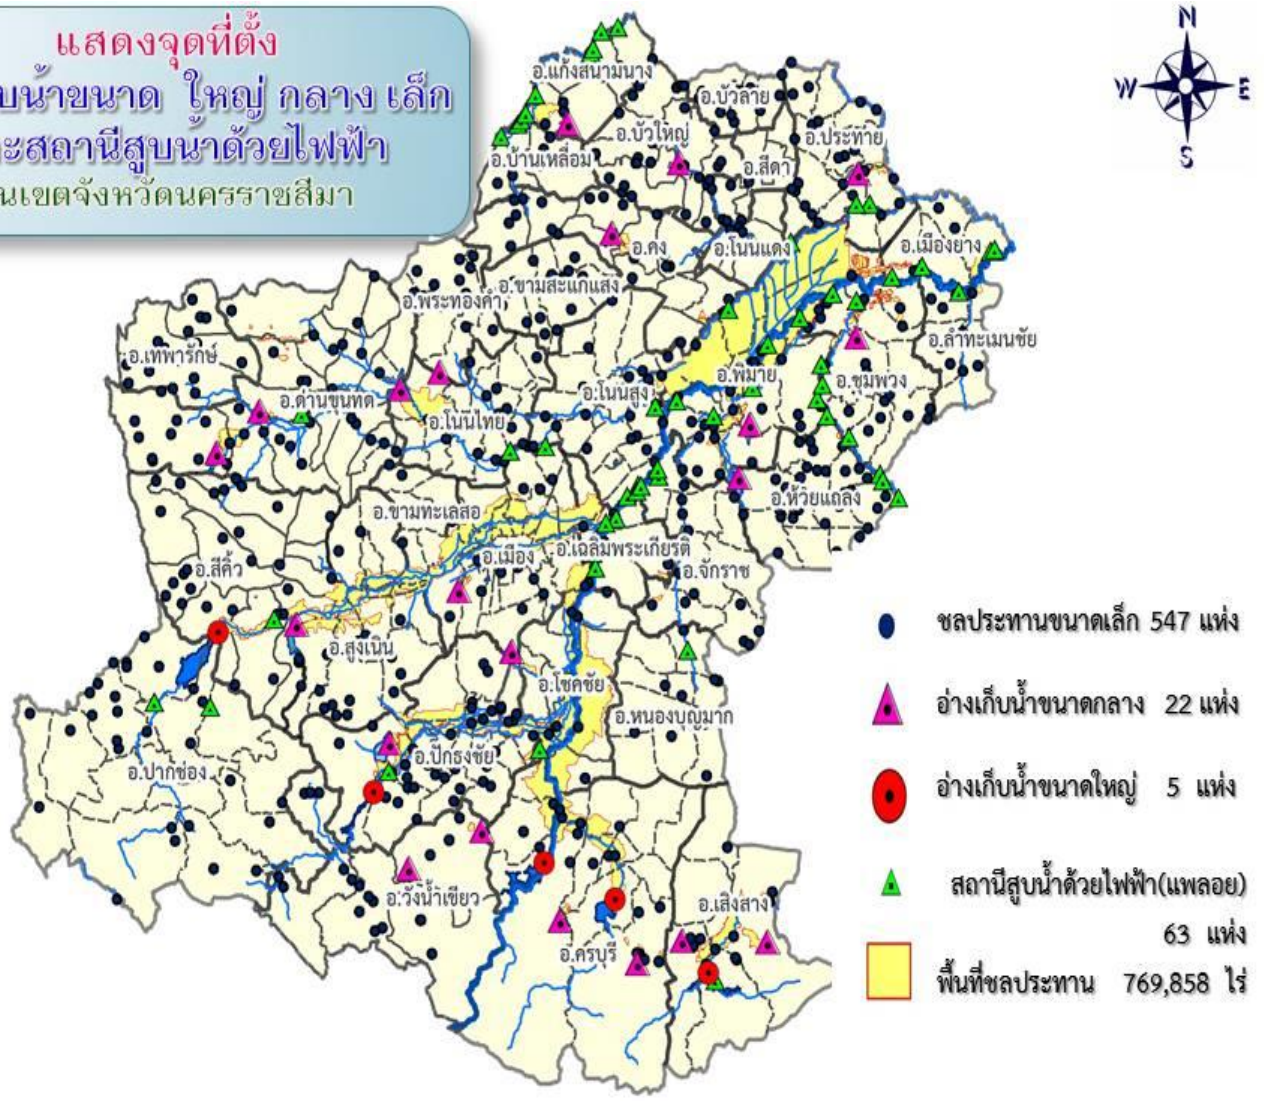 แสดงจุดที่ตั้ง
บน้ำขนาด ใหญ่ กลาง เล็ก
ะสถานีสูบน้ำด้วยไฟฟ้า
นเขตจังหวัดนครราชสีมา
N
W E
S
อ.แก้งสนามนาง
อ.บัวลาย
อ.บัวใหญ่
อ.ประทาย
อ.บ้านเหลื่อม
อ.สีดา
อ.คง
อ.โนนแดง
อ.เมืองยาง
อ.ขามสะแกแสง
อ.พระทองคำ
อ.ลำทะเมนชัย
อ.เทพารักษ์
อ.พิมาย
อ.ชุมพวง
อ.ด่านขุนทด
อ.โนนสูง
อ.โนนไทย
อ.ห้วยแถลง
อ.ขามทะเลสอ
อ.เมือง
อ.เฉลิมพระเกียรติ
อ.สีคิ้ว
อ.จักราช
อ.สูงเนิน
อ.โชคชัย
อ.หนองบุญมาก
อ.ปักธงชัย
อ.ปากช่อง
อ.วังน้ำเขียว
อ.เสิงสาง
อ.ครบุรี
ชลประทานขนาดเล็ก 547 แห่ง
อ่างเก็บน้ำขนาดกลาง 22 แห่ง
อ่างเก็บน้ำขนาดใหญ่ 5 แห่ง
สถานีสูบน้ำด้วยไฟฟ้า(แพลอย)
63 แห่ง
พื้นที่ชลประทาน 769,858 ไร่